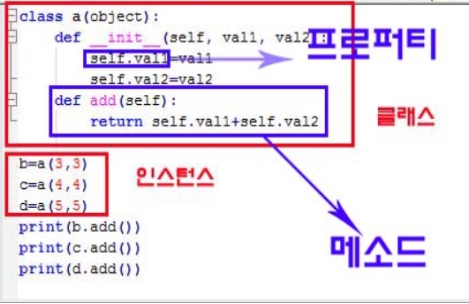 class a(object):
def __init__(self, val1, val2):
프로퍼티
self.val1=val1
self.val2=val2
def add(self):
return self.val1+self.val2
클래스
b=a(3,3)
c=a(4,4)
d=a(5,5)
인스턴스
print(b.add())
print(c.add())
print(d.add())
메소드